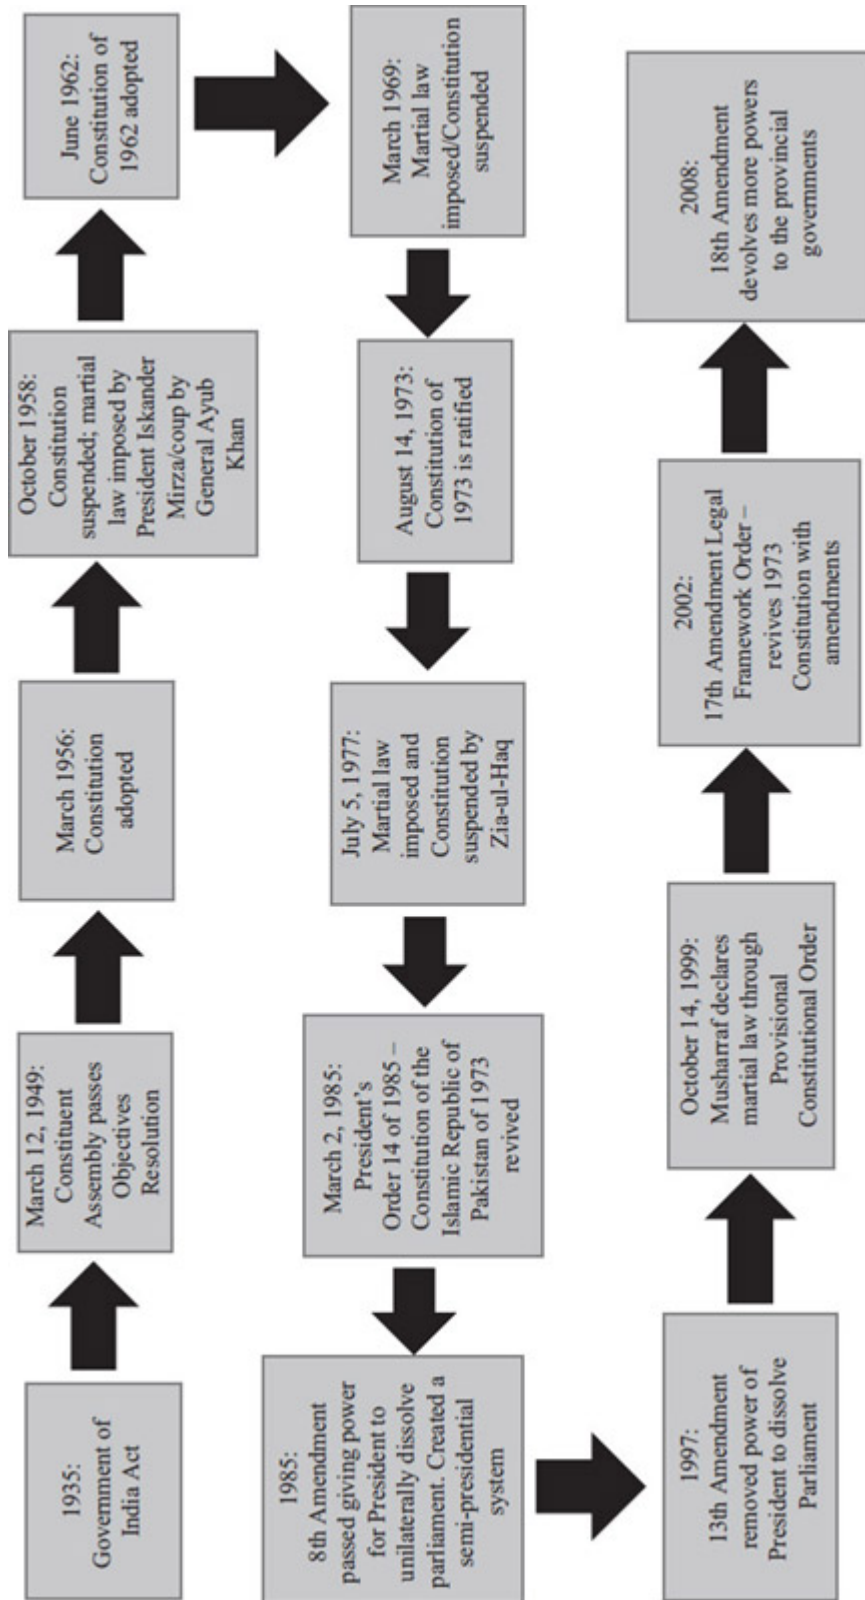 1935:
Government of
India Act
March 12, 1949:
Constituent
Assembly passes
Objectives
Resolution
March 1956:
Constitution
adopted
October 1958:
Constitution
suspended; martial
law imposed by
President Iskander
Mirza/coup by
General Ayub
Khan
June 1962:
Constitution of
1962 adopted
March 1969:
Martial law
imposed/Constitution
suspended
August 14, 1973:
Constitution of
1973 is ratified
July 5, 1977:
Martial law
imposed and
Constitution
suspended by
Zia-ul-Haq
March 2, 1985:
President's
Order 14 of 1985 –
Constitution of the
Islamic Republic of
Pakistan of 1973
revived
1985:
8th Amendment
passed giving power
for President to
unilaterally dissolve
parliament. Created a
semi-presidential
system
1997:
13th Amendment
removed power of
President to dissolve
Parliament
October 14, 1999:
Musharraf declares
martial law through
Provisional
Constitutional Order
2002:
17th Amendment Legal
Framework Order –
revives 1973
Constitution with
amendments
2008:
18th Amendment
devolves more powers
to the provincial
governments